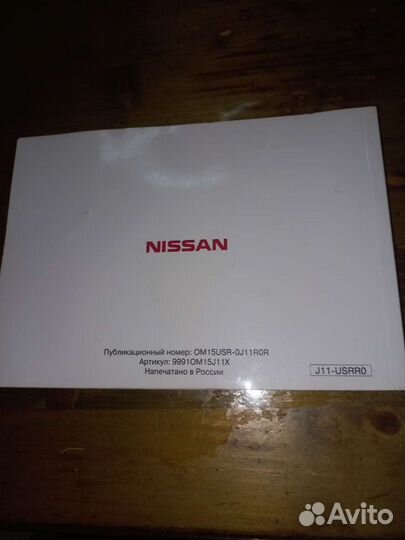 NISSAN
Публикационный номер: OM15USR-0J11R0R
Артикул: 9991OM15J11X
Напечатано в России
J11-USRR0
Avito